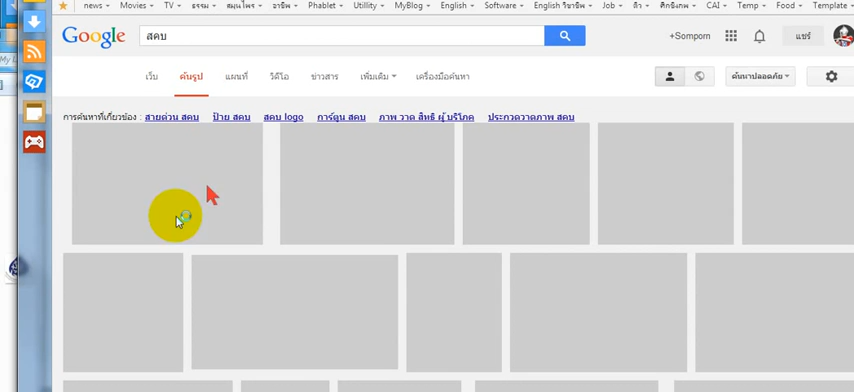 news Movies TV ธรรม สมุนไพร อาชีพ Phablet Utillity MyBlog English Software English วิชาชีพ Job Temp Food Template
Google สคบ +Somporn แชร์
เว็บ ค้นรูป แผนที่ วิดีโอ ข่าวสาร เพิ่มเติม เครื่องมือค้นหา ค้นหาปลอดภัย
การค้นหาที่เกี่ยวข้อง : สายด่วน สคบ ป้าย สคบ สคบ logo การ์ตูน สคบ ภาพ วาด สิทธิ ผู้ บริโภค ประกวดวาดภาพ สคบ